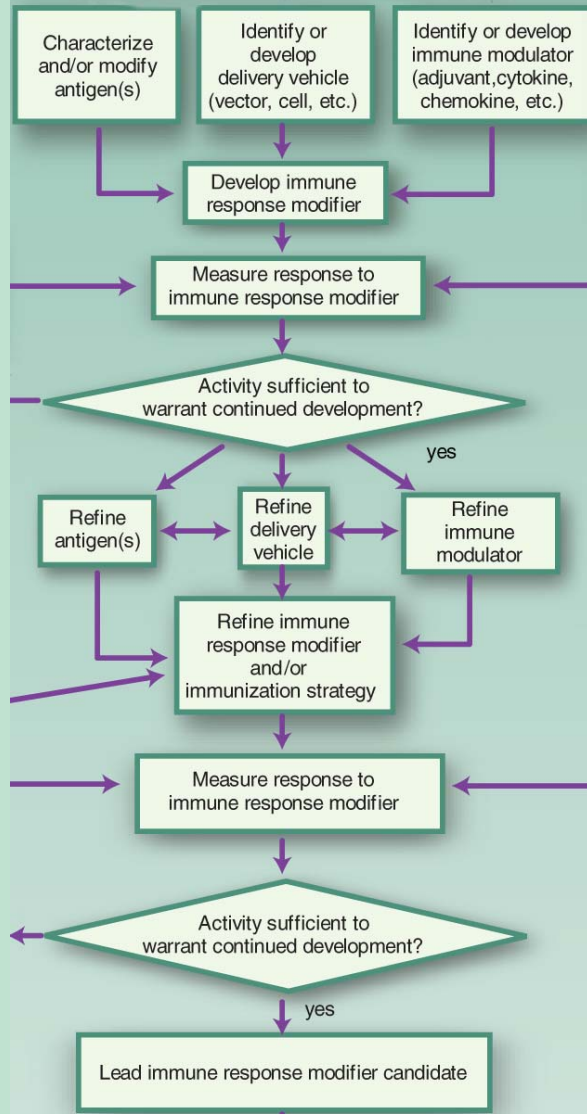 Characterize
and/or modify
antigen(s)
Identify or
develop
delivery vehicle
(vector, cell, etc.)
Identify or develop
immune modulator
(adjuvant,cytokine,
chemokine, etc.)
Develop immune
response modifier
Measure response to
immune response modifier
Activity sufficient to
warrant continued development?
yes
Refine
antigen(s)
Refine
delivery
vehicle
Refine
immune
modulator
Refine immune
response modifier
and/or
immunization strategy
Measure response to
immune response modifier
Activity sufficient to
warrant continued development?
yes
Lead immune response modifier candidate